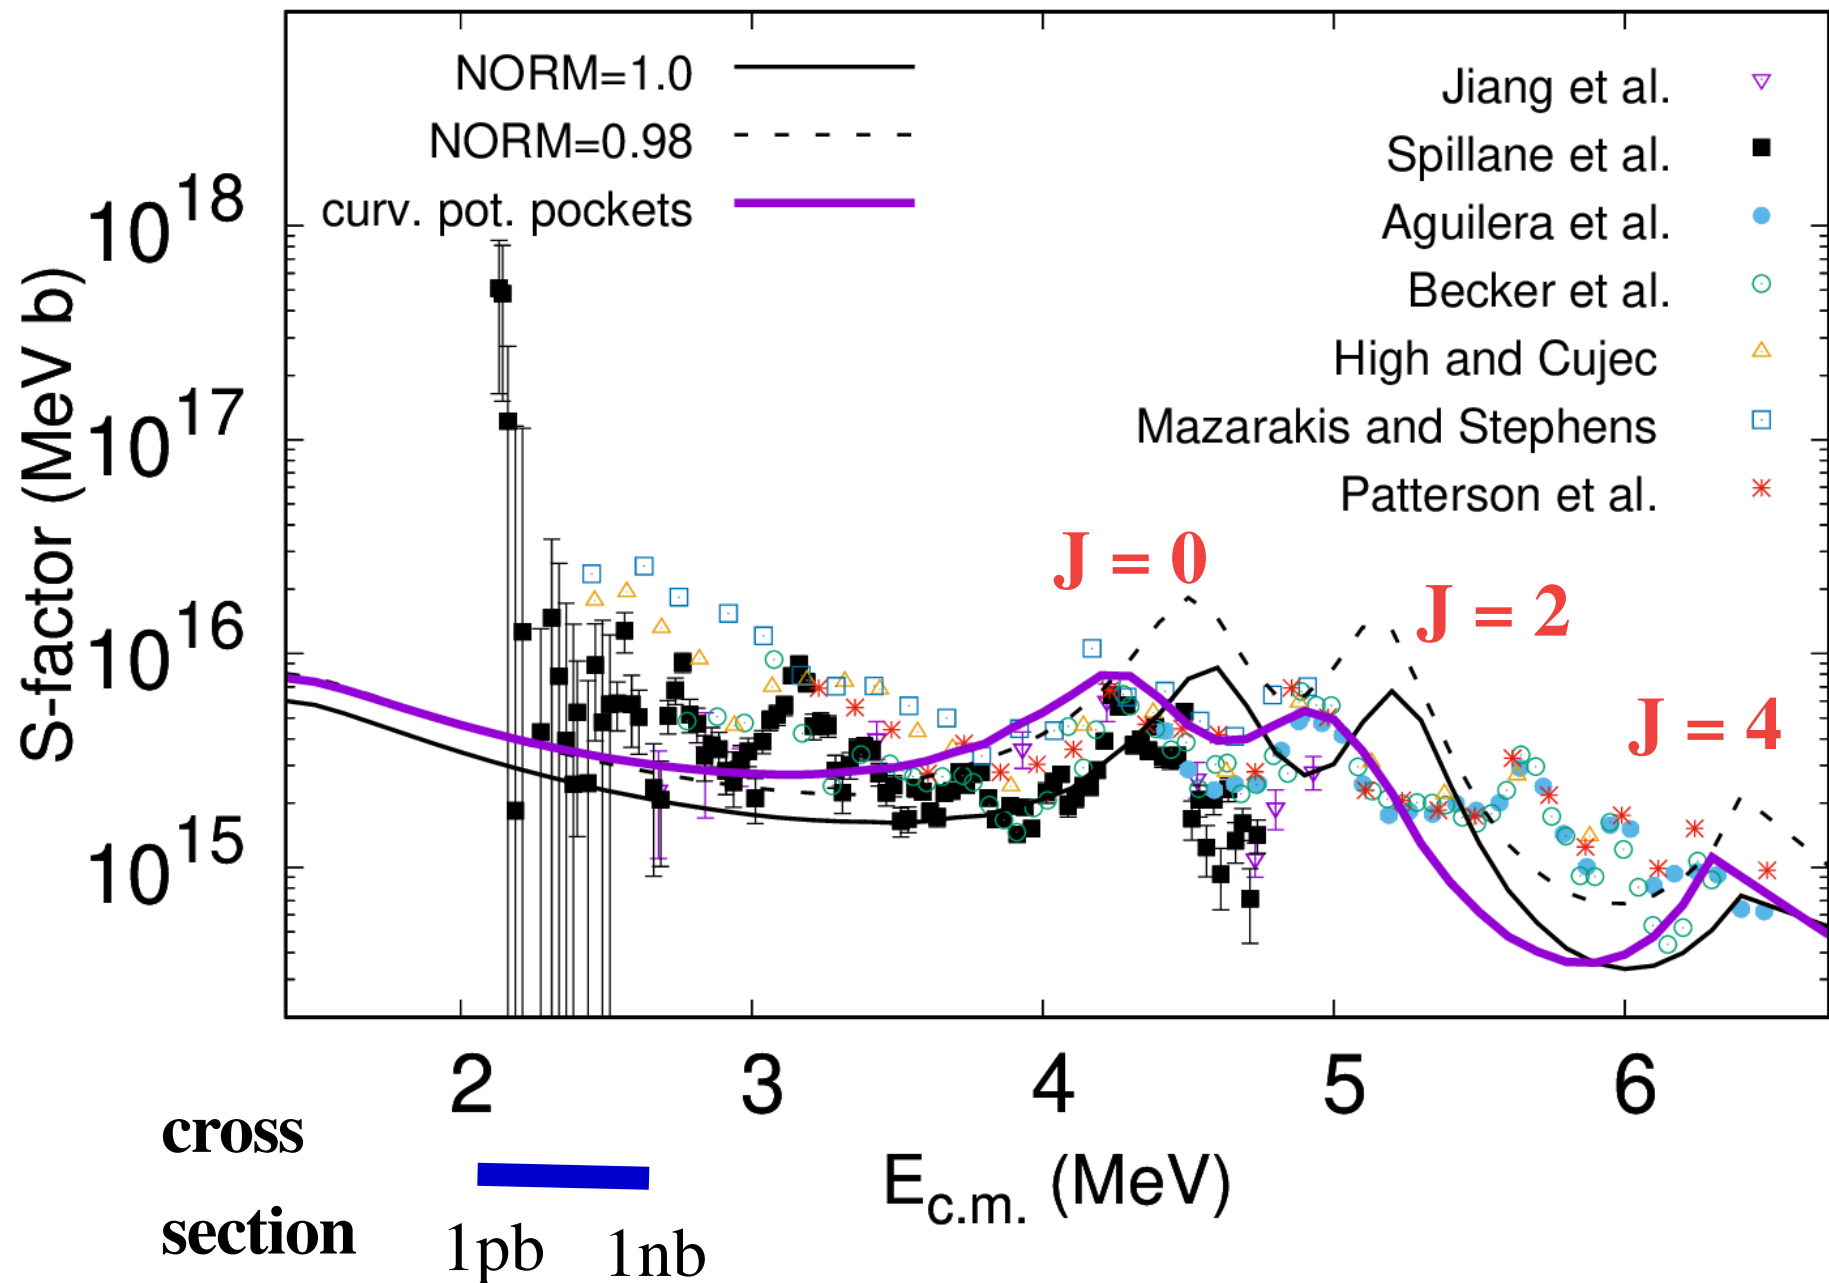 NORM=1.0
NORM=0.98
curv. pot. pockets
Jiang et al.
Spillane et al.
Aguilera et al.
Becker et al.
High and Cujec
Mazarakis and Stephens
Patterson et al.
S-factor (MeV b)
10^18
10^17
10^16
10^15
J = 0
J = 2
J = 4
2 3 4 5 6
E_c.m. (MeV)
cross
section
1pb 1nb